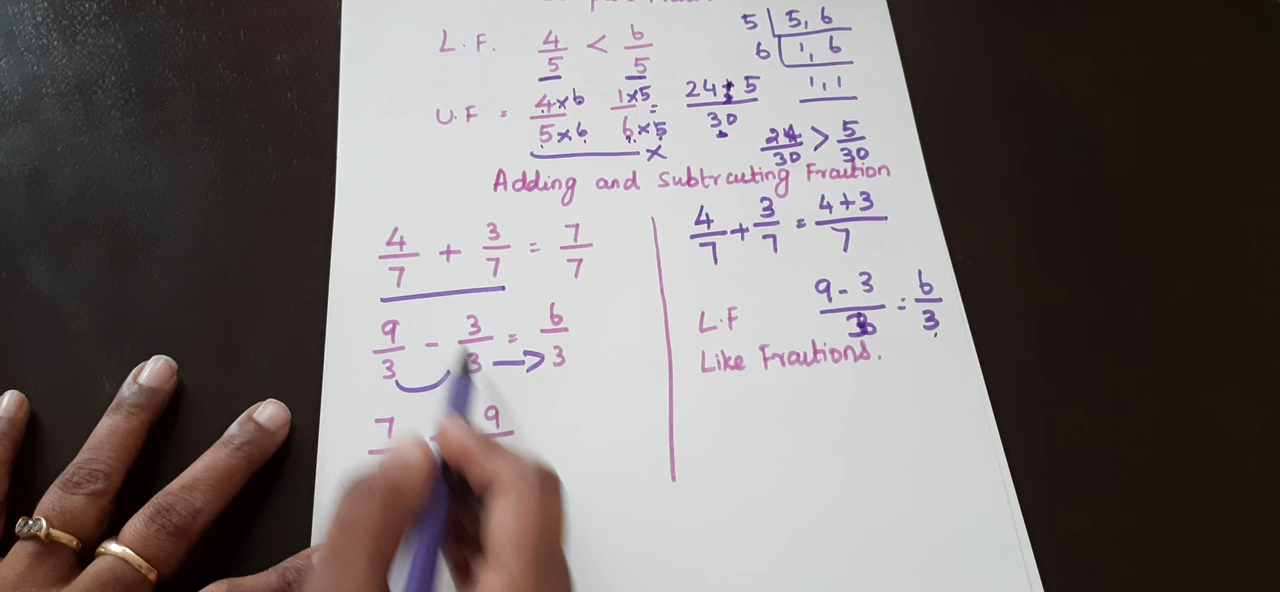 L.F. 4/5 < 6/5
5 | 5, 6
6 | 1, 6
1, 1
U.F = 4×6/5×6 1×5/6×5 = 24 5/30
×
24/30 > 5/30
Adding and Subtracting Fraction
4/7 + 3/7 = 7/7
9/3 - 3/3 = 6/3
7 9
4/7 + 3/7 = 4+3/7
9-3/3 = 6/3
L.F
Like Fractions.